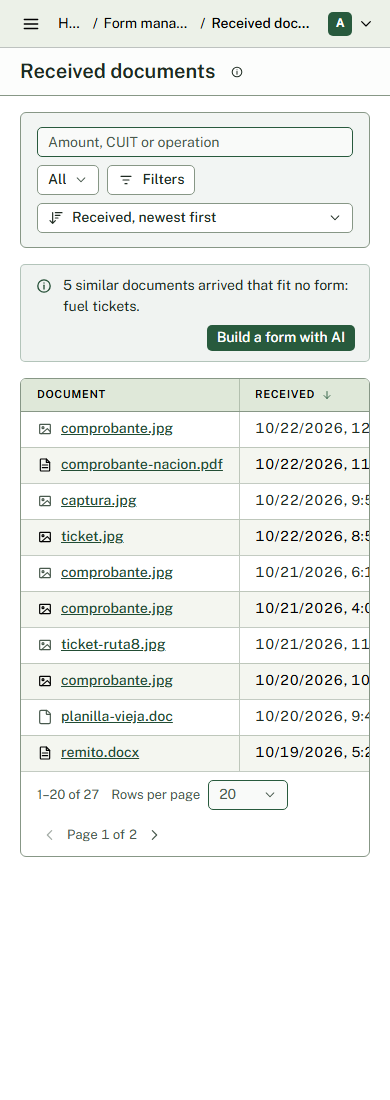 H... / Form mana... / Received doc... A
Received documents
Amount, CUIT or operation
All Filters
Received, newest first
5 similar documents arrived that fit no form:
fuel tickets.
Build a form with AI
DOCUMENT RECEIVED
comprobante.jpg 10/22/2026, 12
comprobante-nacion.pdf 10/22/2026, 11
captura.jpg 10/22/2026, 9:5
ticket.jpg 10/22/2026, 8:5
comprobante.jpg 10/21/2026, 6:1
comprobante.jpg 10/21/2026, 4:0
ticket-ruta8.jpg 10/21/2026, 11
comprobante.jpg 10/20/2026, 10
planilla-vieja.doc 10/20/2026, 9:4
remito.docx 10/19/2026, 5:2
1–20 of 27 Rows per page 20
Page 1 of 2